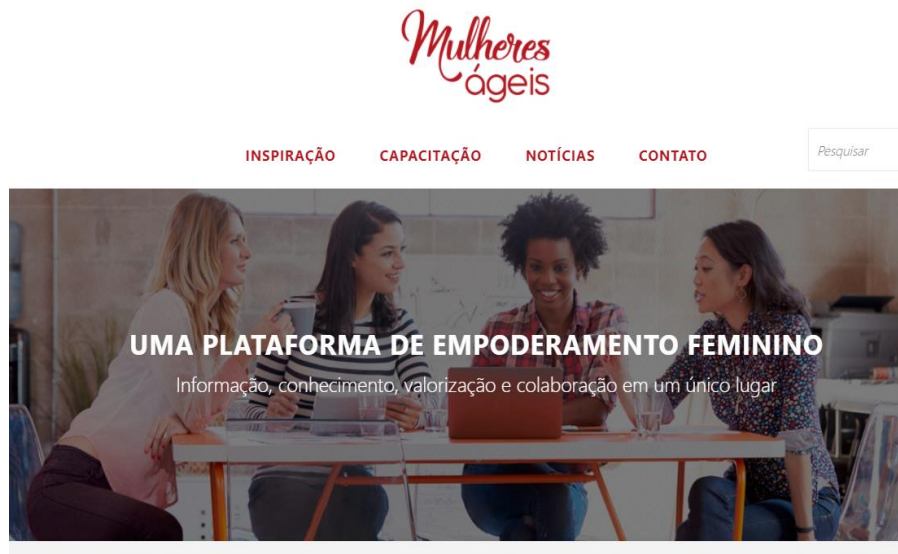 Mulheres
ágeis
INSPIRAÇÃO CAPACITAÇÃO NOTÍCIAS CONTATO Pesquisar
UMA PLATAFORMA DE EMPODERAMENTO FEMININO
Informação, conhecimento, valorização e colaboração em um único lugar